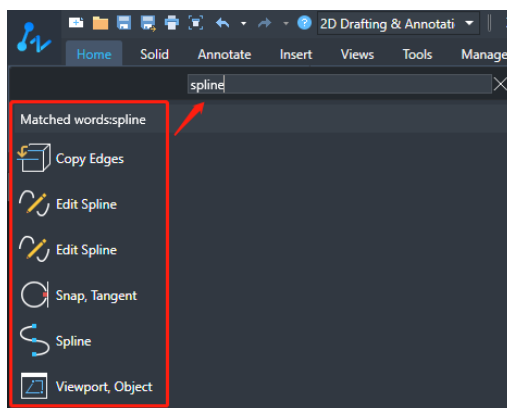 2D Drafting & Annotati
Home Solid Annotate Insert Views Tools Manage
spline
Matched words:spline
Copy Edges
Edit Spline
Edit Spline
Snap, Tangent
Spline
Viewport, Object